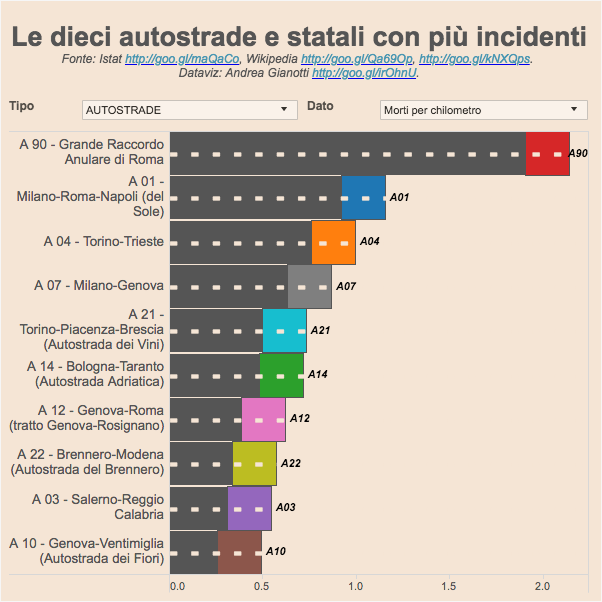 Le dieci autostrade e statali con più incidenti
Fonte: Istat http://goo.gl/maQaCo, Wikipedia http://goo.gl/Qa69Op, http://goo.gl/kNXQps.
Dataviz: Andrea Gianotti http://goo.gl/irOhnU.
Tipo AUTOSTRADE Dato Morti per chilometro
A 90 - Grande Raccordo
Anulare di Roma
A90
A 01 -
Milano-Roma-Napoli (del
Sole)
A01
A 04 - Torino-Trieste
A04
A 07 - Milano-Genova
A07
A 21 -
Torino-Piacenza-Brescia
(Autostrada dei Vini)
A21
A 14 - Bologna-Taranto
(Autostrada Adriatica)
A14
A 12 - Genova-Roma
(tratto Genova-Rosignano)
A12
A 22 - Brennero-Modena
(Autostrada del Brennero)
A22
A 03 - Salerno-Reggio
Calabria
A03
A 10 - Genova-Ventimiglia
(Autostrada dei Fiori)
A10
0.0 0.5 1.0 1.5 2.0